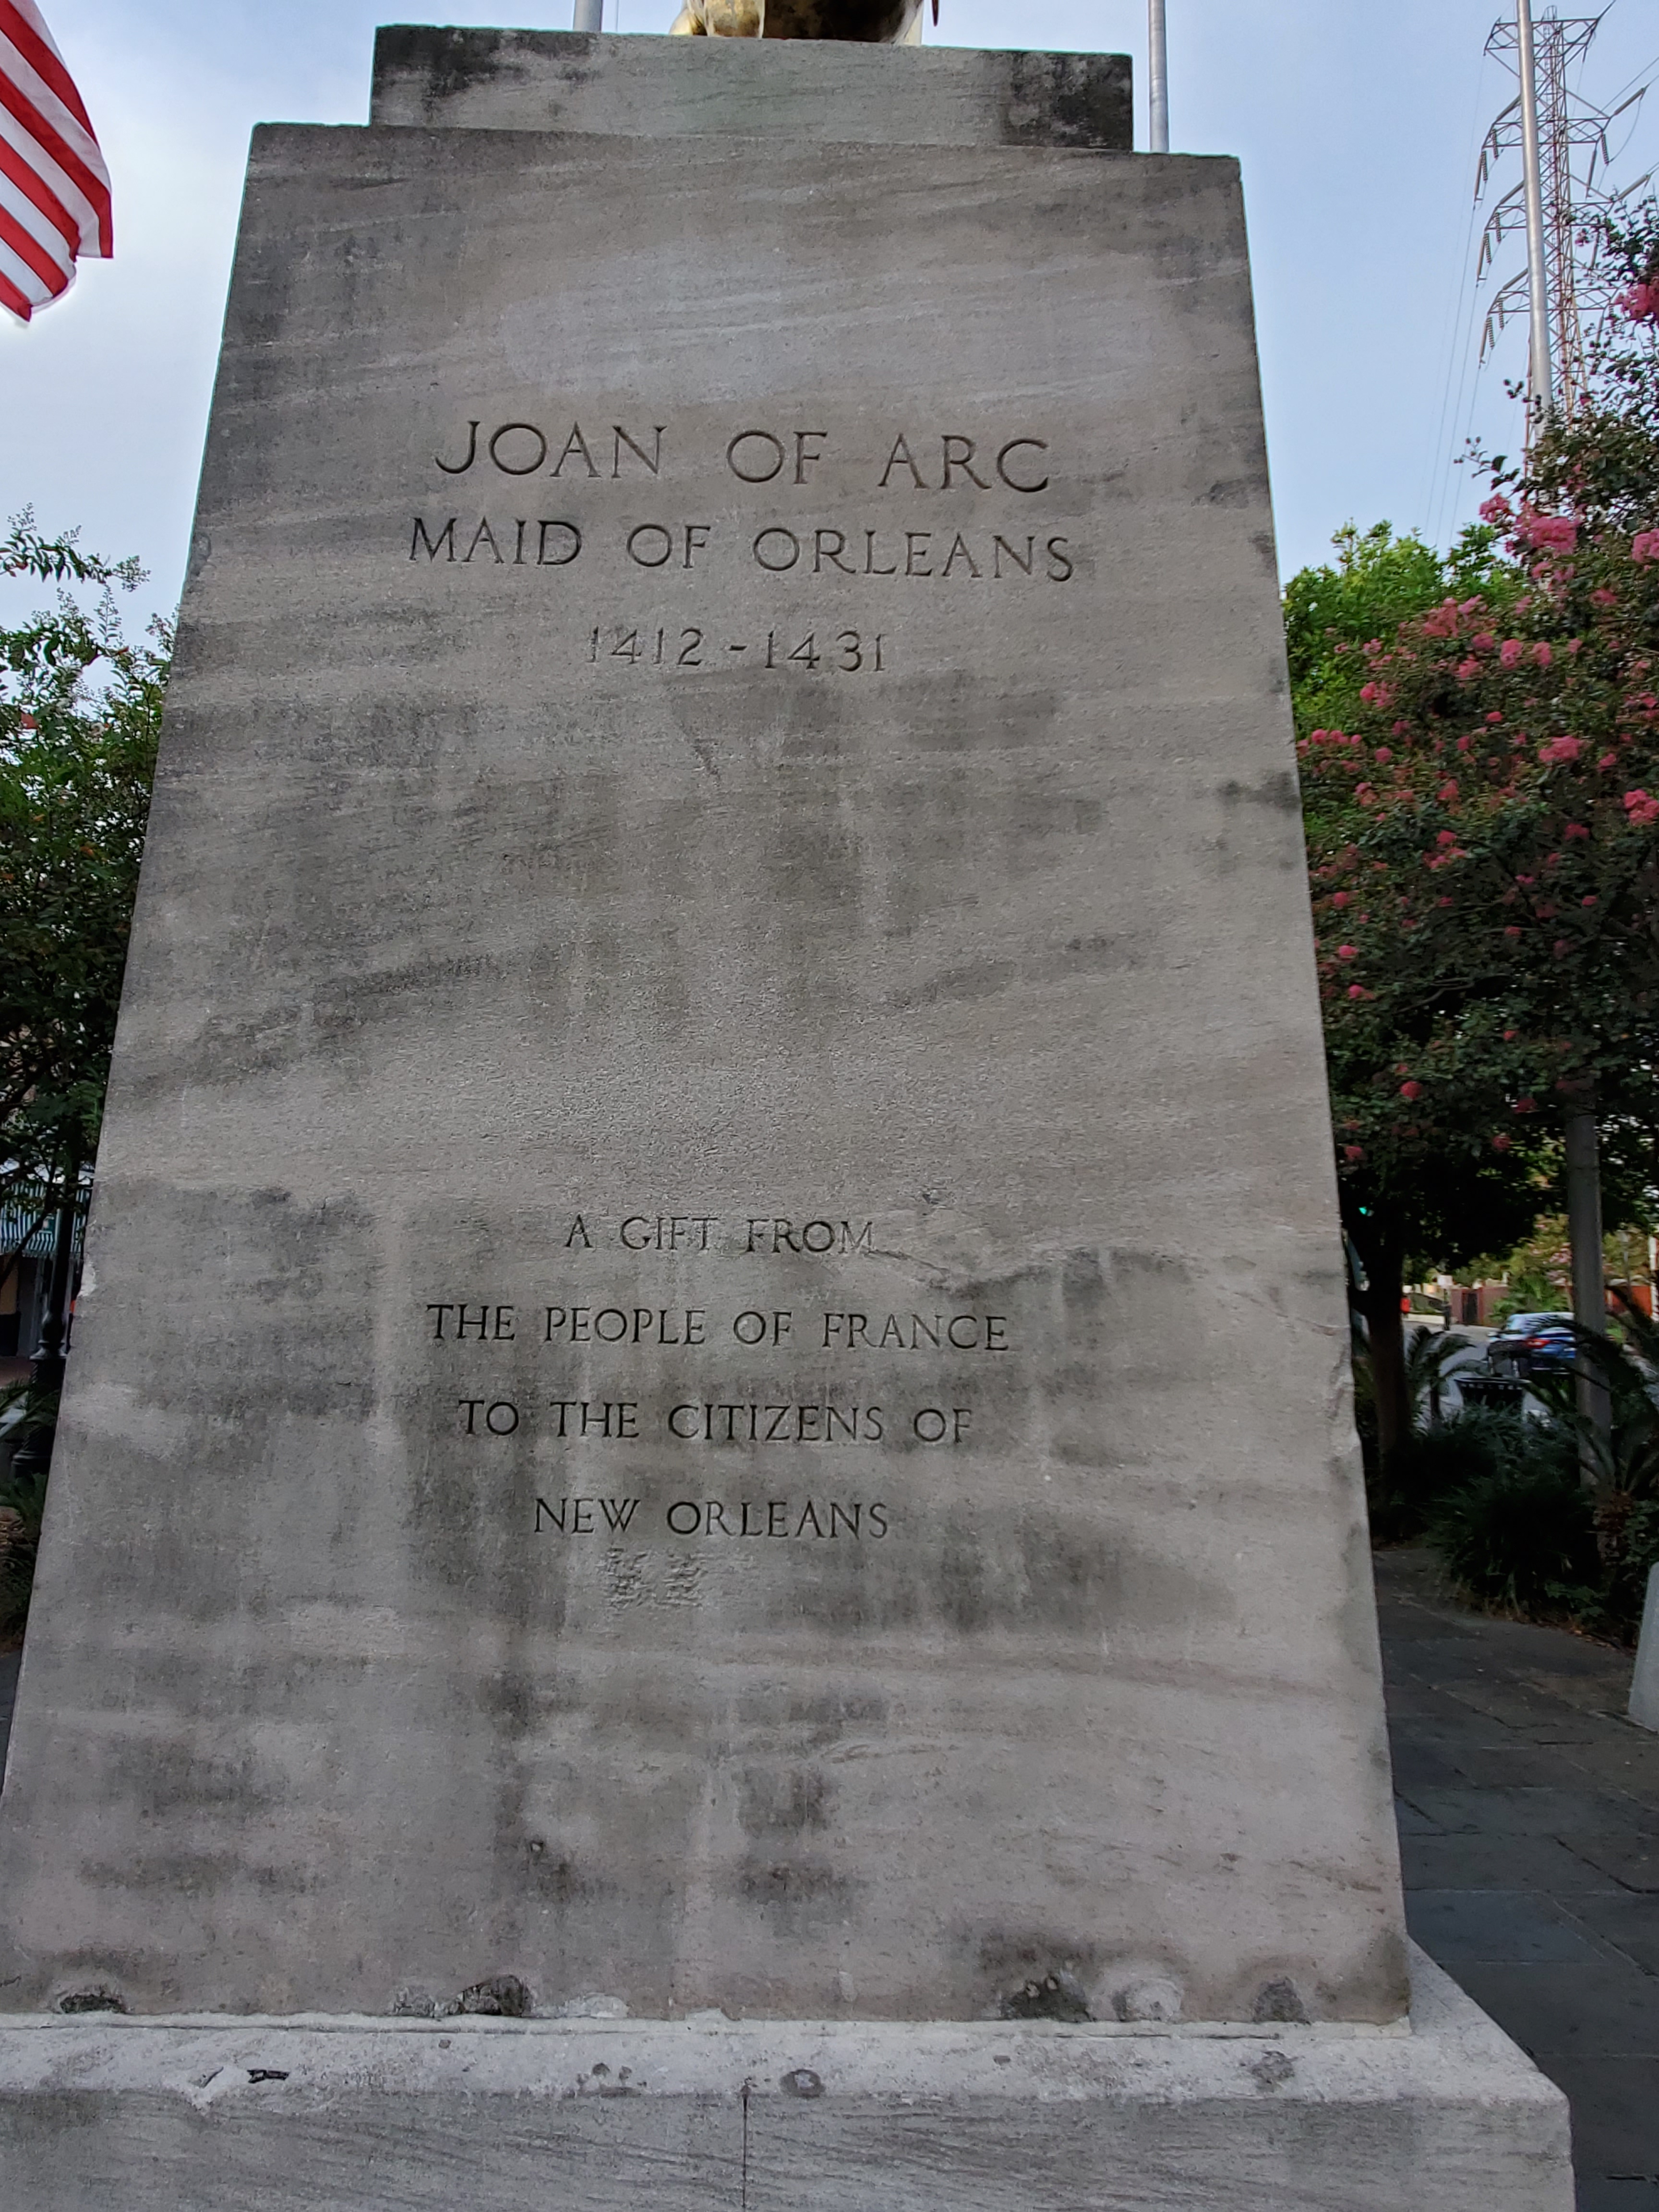 JOAN OF ARC
MAID OF ORLEANS
1412 - 1431
A GIFT FROM
THE PEOPLE OF FRANCE
TO THE CITIZENS OF
NEW ORLEANS